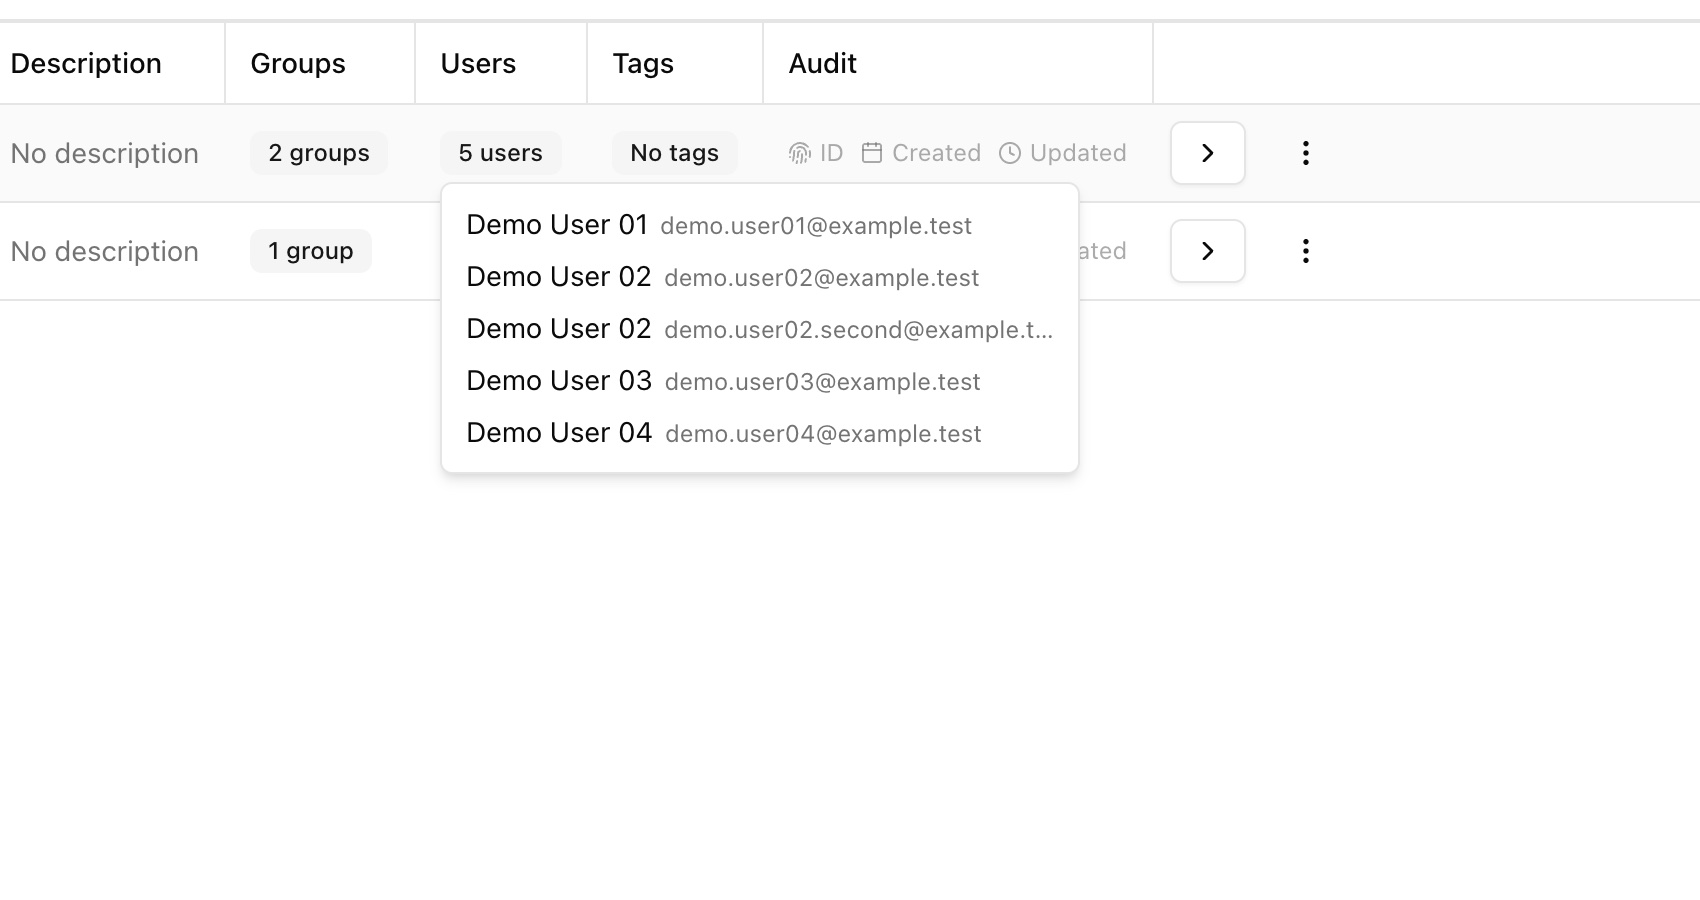 Description Groups Users Tags Audit
No description 2 groups 5 users No tags ID Created Updated
No description 1 group ated
Demo User 01 demo.user01@example.test
Demo User 02 demo.user02@example.test
Demo User 02 demo.user02.second@example.t...
Demo User 03 demo.user03@example.test
Demo User 04 demo.user04@example.test